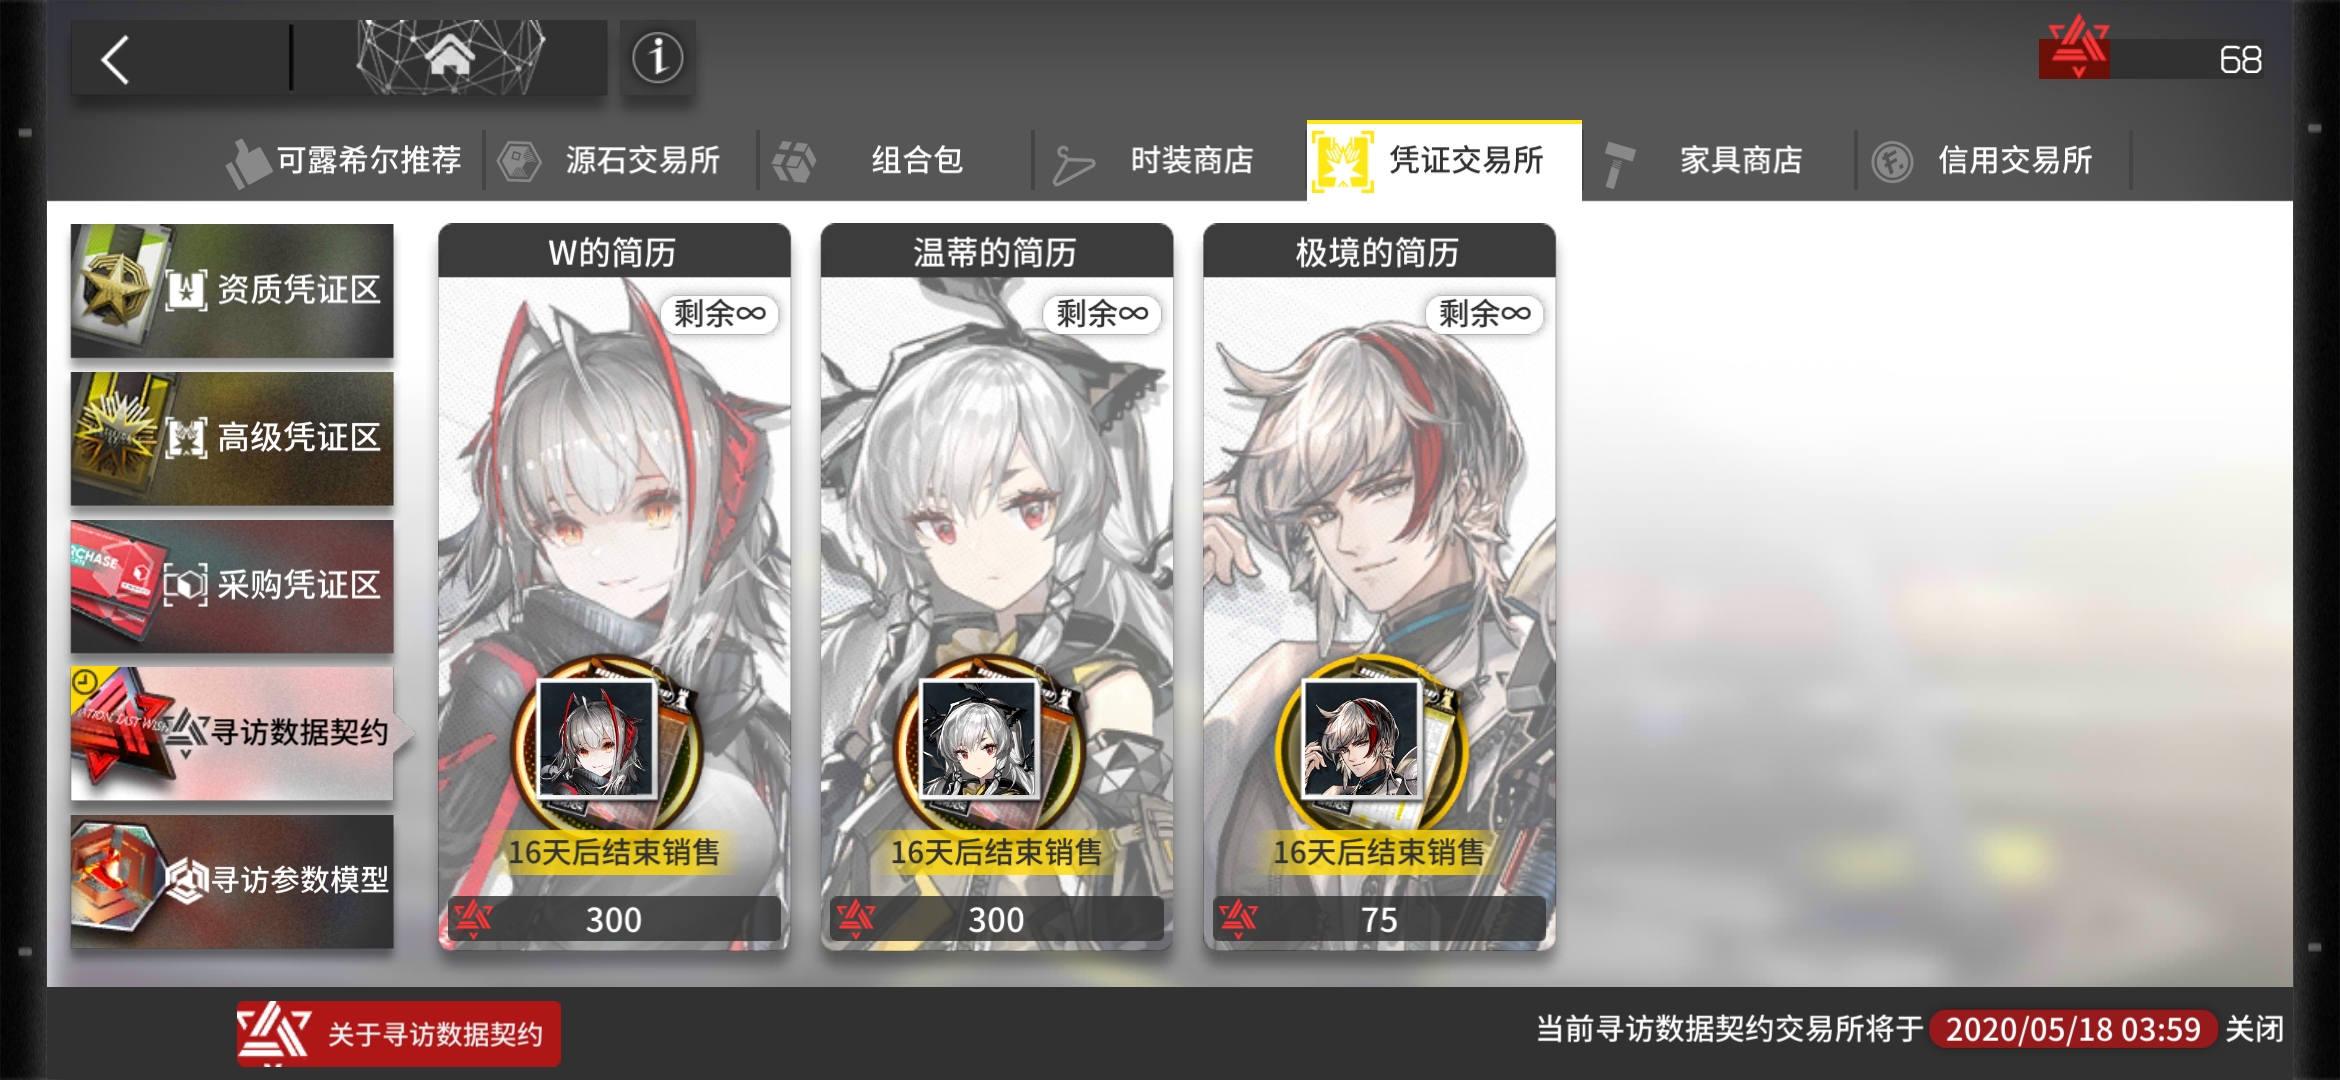 68
可露希尔推荐
源石交易所
组合包
时装商店
凭证交易所
家具商店
信用交易所
资质凭证区
高级凭证区
采购凭证区
寻访数据契约
寻访参数模型
W的简历
剩余∞
16天后结束销售
300
温蒂的简历
剩余∞
16天后结束销售
300
极境的简历
剩余∞
16天后结束销售
75
关于寻访数据契约
当前寻访数据契约交易所将于 2020/05/18 03:59 关闭